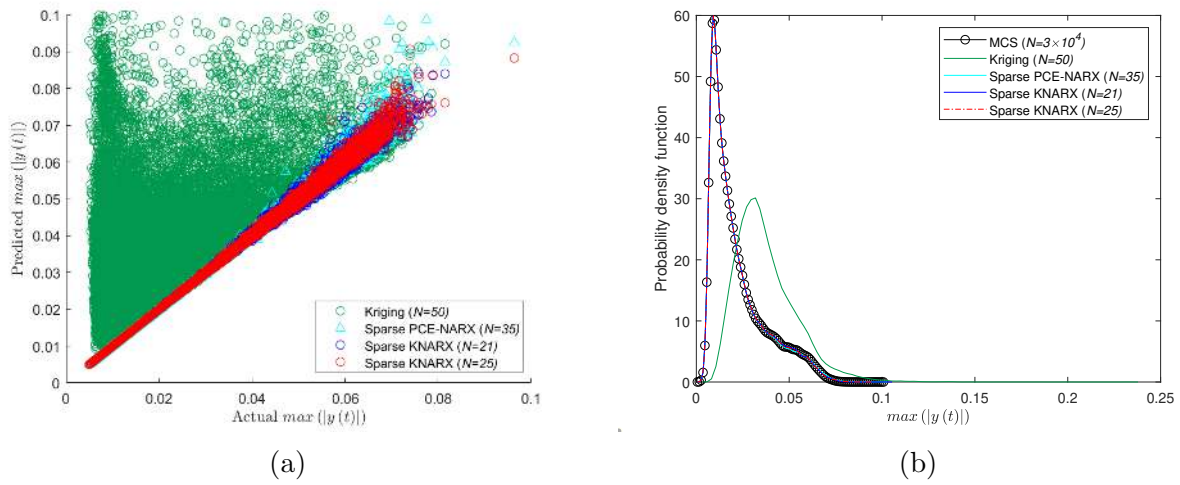 0.1
0.09
0.08
0.07
0.06
0.05
0.04
0.03
0.02
0.01
0
Predicted max (|y (t)|)
Kriging (N=50)
Sparse PCE-NARX (N=35)
Sparse KNARX (N=21)
Sparse KNARX (N=25)
0 0.02 0.04 0.06 0.08 0.1
Actual max (|y (t)|)
(a)
60
50
40
30
20
10
0
Probability density function
MCS (N=3×10⁴)
Kriging (N=50)
Sparse PCE-NARX (N=35)
Sparse KNARX (N=21)
Sparse KNARX (N=25)
0 0.05 0.1 0.15 0.2 0.25
max (|y (t)|)
(b)